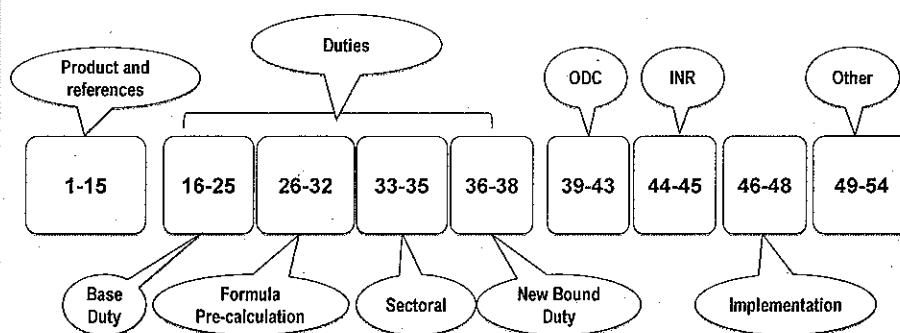 Duties
Product and
references
ODC
INR
Other
1-15
16-25
26-32
33-35
36-38
39-43
44-45
46-48
49-54
Base
Duty
Formula
Pre-calculation
Sectoral
New Bound
Duty
Implementation